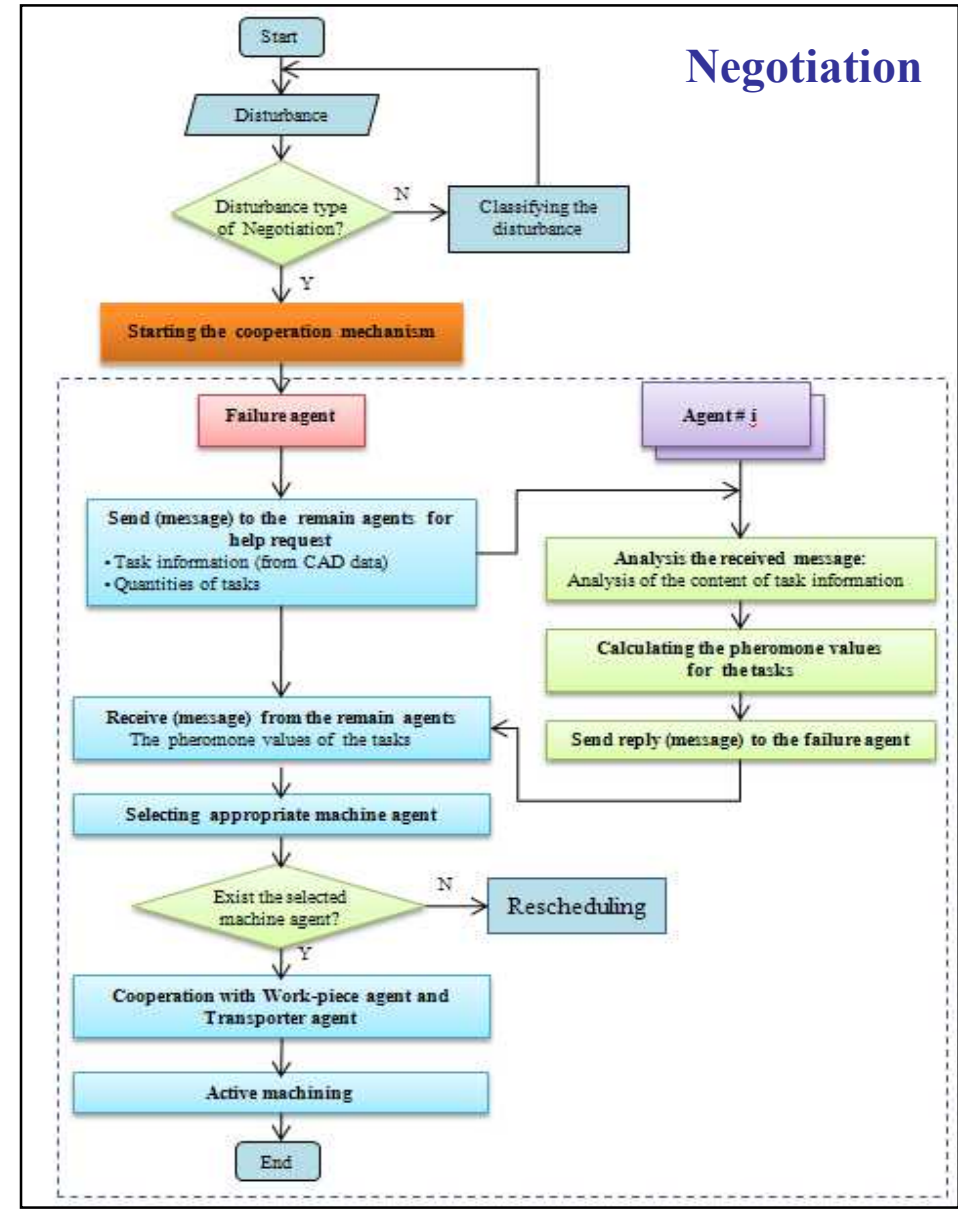 Negotiation
Start
Disturbance
Disturbance type
of Negotiation?
N
Classifying the
disturbance
Y
Starting the cooperation mechanism
Failure agent
Agent # i
Send (message) to the remain agents for
help request
• Task information (from CAD data)
• Quantities of tasks
Analysis the received message:
Analysis of the content of task information
Calculating the pheromone values
for the tasks
Send reply (message) to the failure agent
Receive (message) from the remain agents
The pheromone values of the tasks
Selecting appropriate machine agent
Exist the selected
machine agent?
N
Rescheduling
Y
Cooperation with Work-piece agent and
Transporter agent
Active machining
End